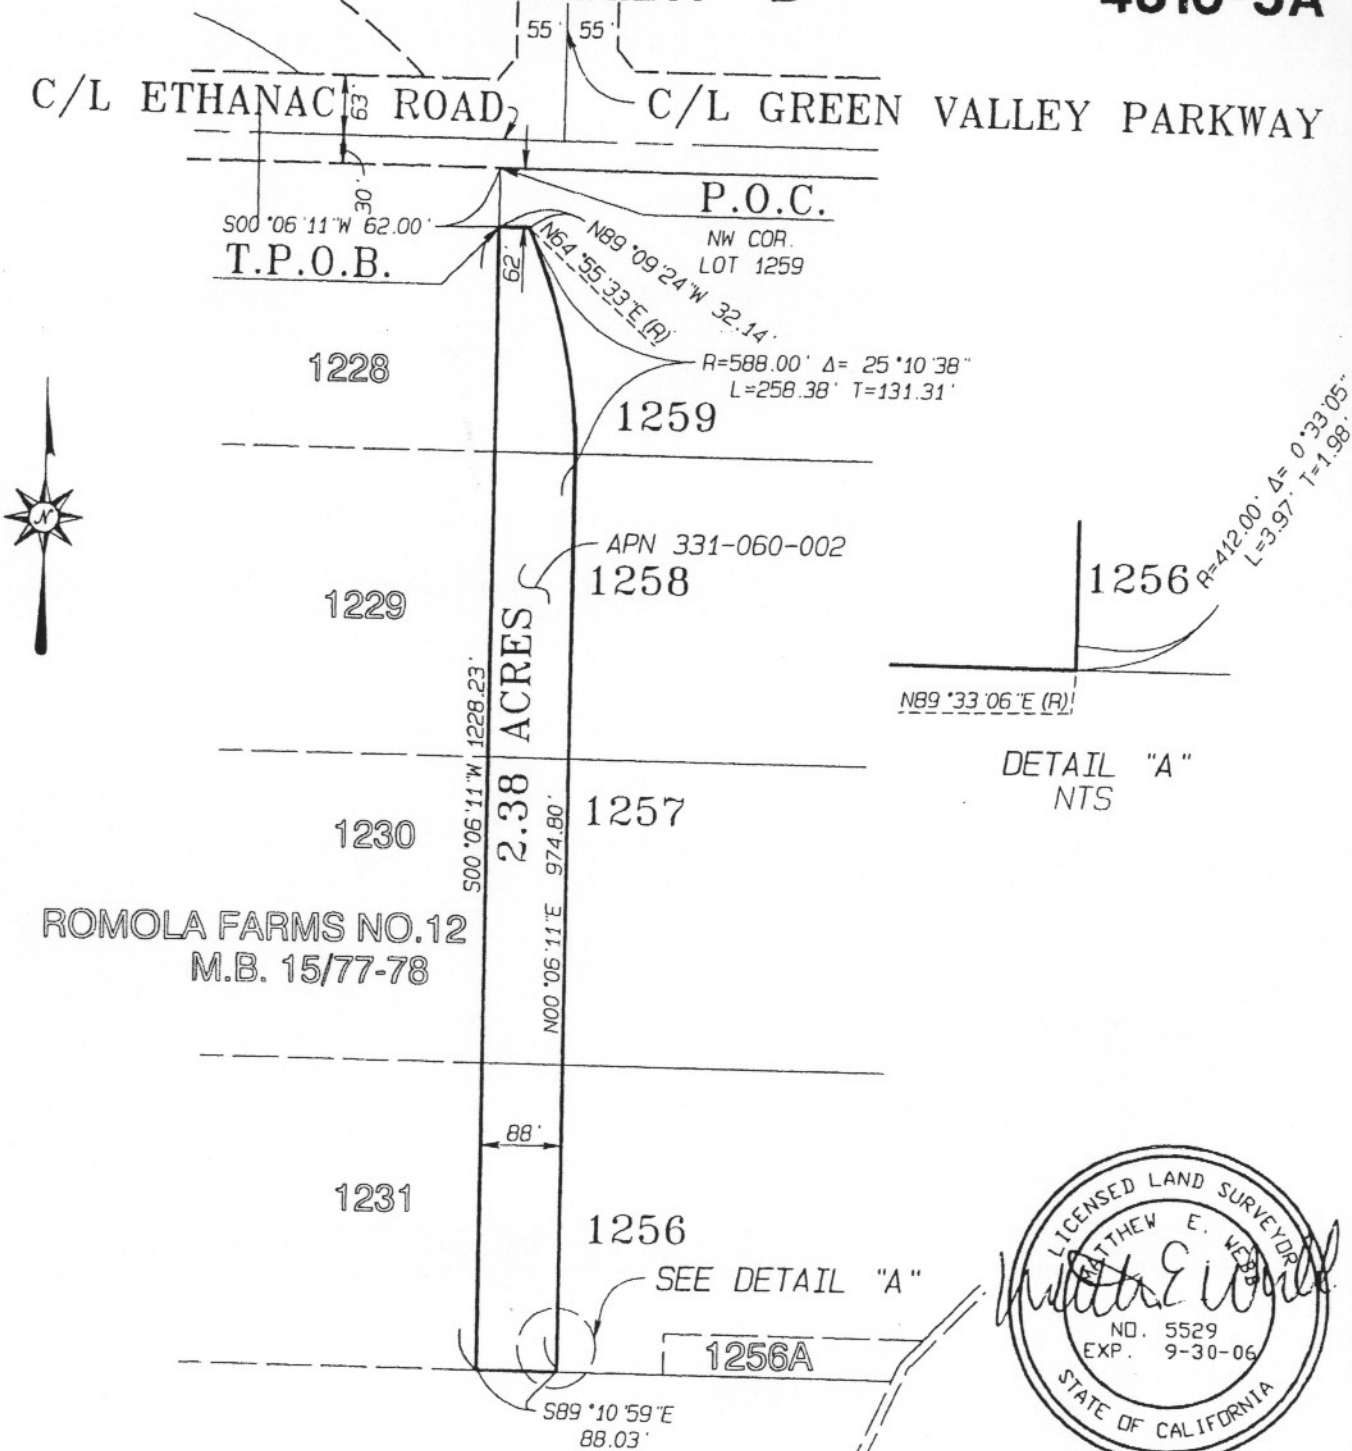 4010-3A
55' 55'
C/L ETHANAC ROAD
63'
C/L GREEN VALLEY PARKWAY
30'
S00°06'11"W 62.00'
T.P.O.B.
P.O.C.
NW COR.
LOT 1259
62'
N89°09'24"W 32.14'
N64°55'33"E (R)
R=588.00' Δ= 25°10'38"
L=258.38' T=131.31'
1228
1259
APN 331-060-002
1229
1258
2.38 ACRES
S00°06'11"W 1228.23'
N00°06'11"E 974.80'
1230
1257
R=412.00' Δ= 0°33'05"
L=3.97' T=1.98'
1256
N89°33'06"E (R)
DETAIL "A"
NTS
ROMOLA FARMS NO.12
M.B. 15/77-78
88'
1231
1256
SEE DETAIL "A"
1256A
S89°10'59"E
88.03'
LICENSED LAND SURVEYOR
MATTHEW E. WEBB
NO. 5529
EXP. 9-30-06
STATE OF CALIFORNIA
N